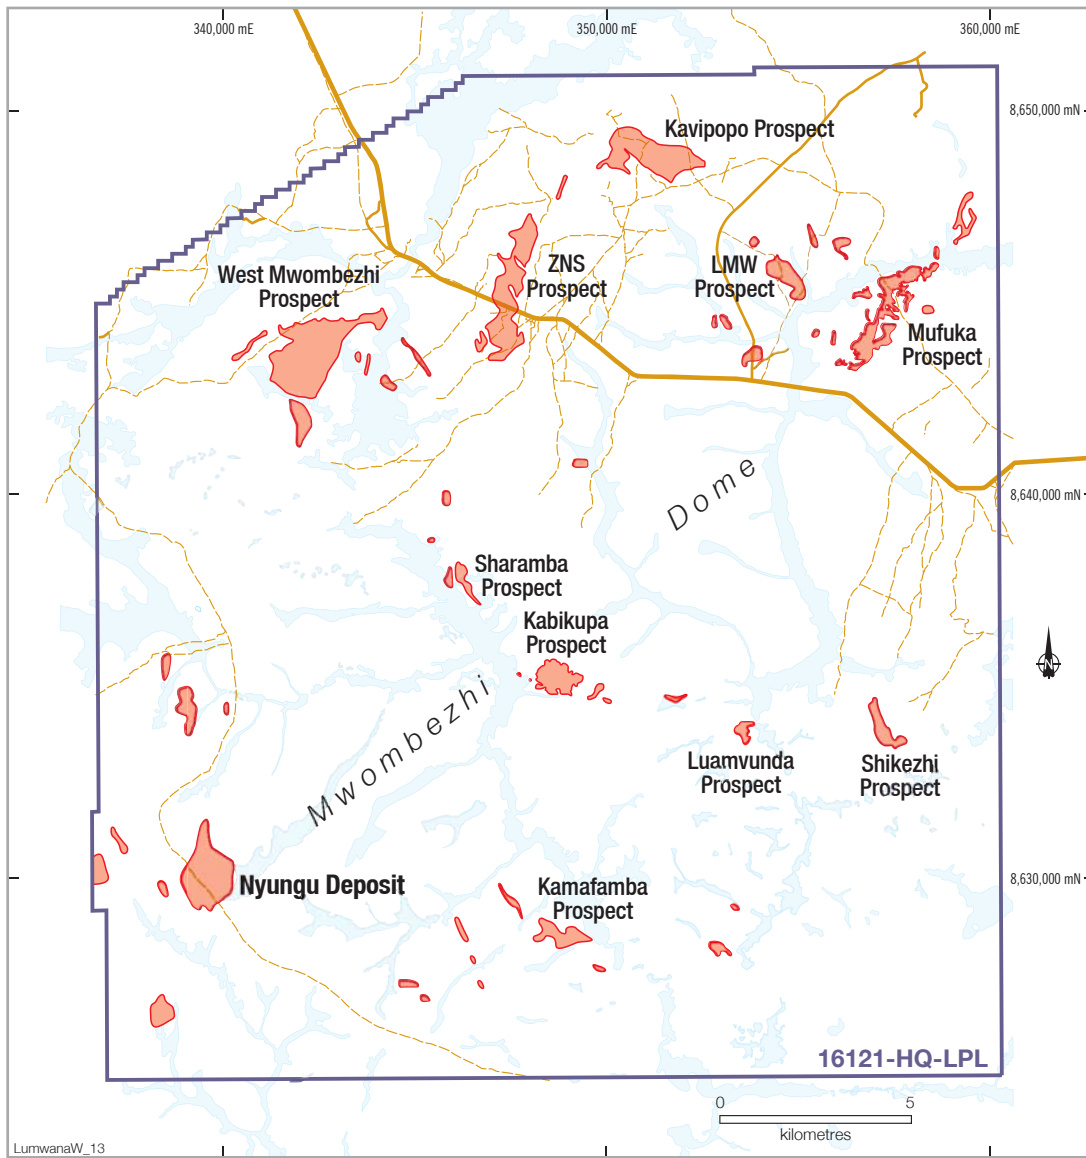 340,000 mE
350,000 mE
360,000 mE
8,650,000 mN
Kavipopo Prospect
West Mwombezhi
Prospect
ZNS
Prospect
LMW
Prospect
Mufuka
Prospect
Dome
8,640,000 mN
Sharamba
Prospect
Kabikupa
Prospect
N
Mwombezhi
Luamvunda
Prospect
Shikezhi
Prospect
Nyungu Deposit
Kamafamba
Prospect
8,630,000 mN
16121-HQ-LPL
0
5
kilometres
LumwanaW_13